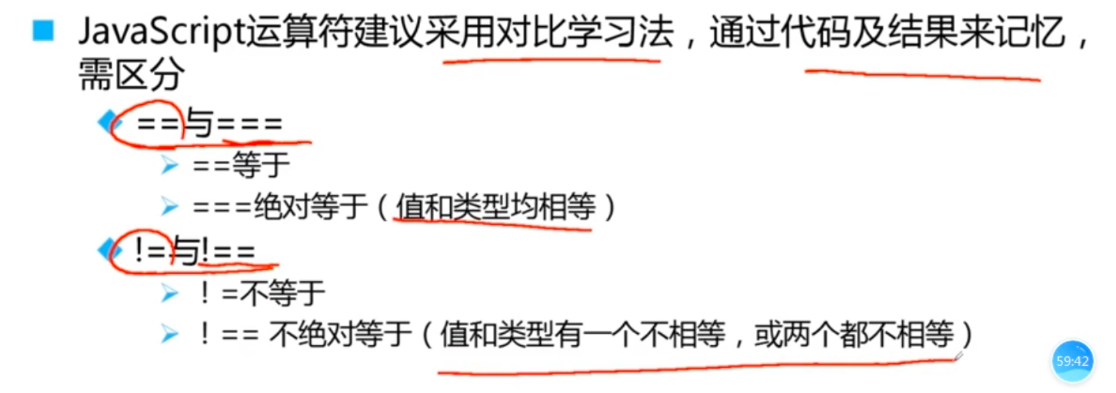 JavaScript运算符建议采用对比学习法，通过代码及结果来记忆，
需区分
==与===
==等于
===绝对等于（值和类型均相等）
!=与!==
！=不等于
！== 不绝对等于（值和类型有一个不相等，或两个都不相等）
59:42